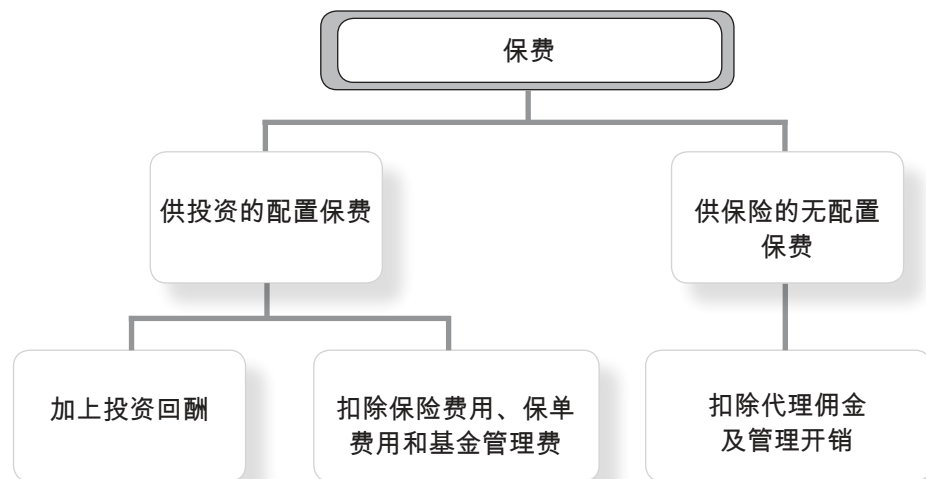 保费
供投资的配置保费
供保险的无配置
保费
加上投资回酬
扣除保险费用、保单
费用和基金管理费
扣除代理佣金
及管理开销